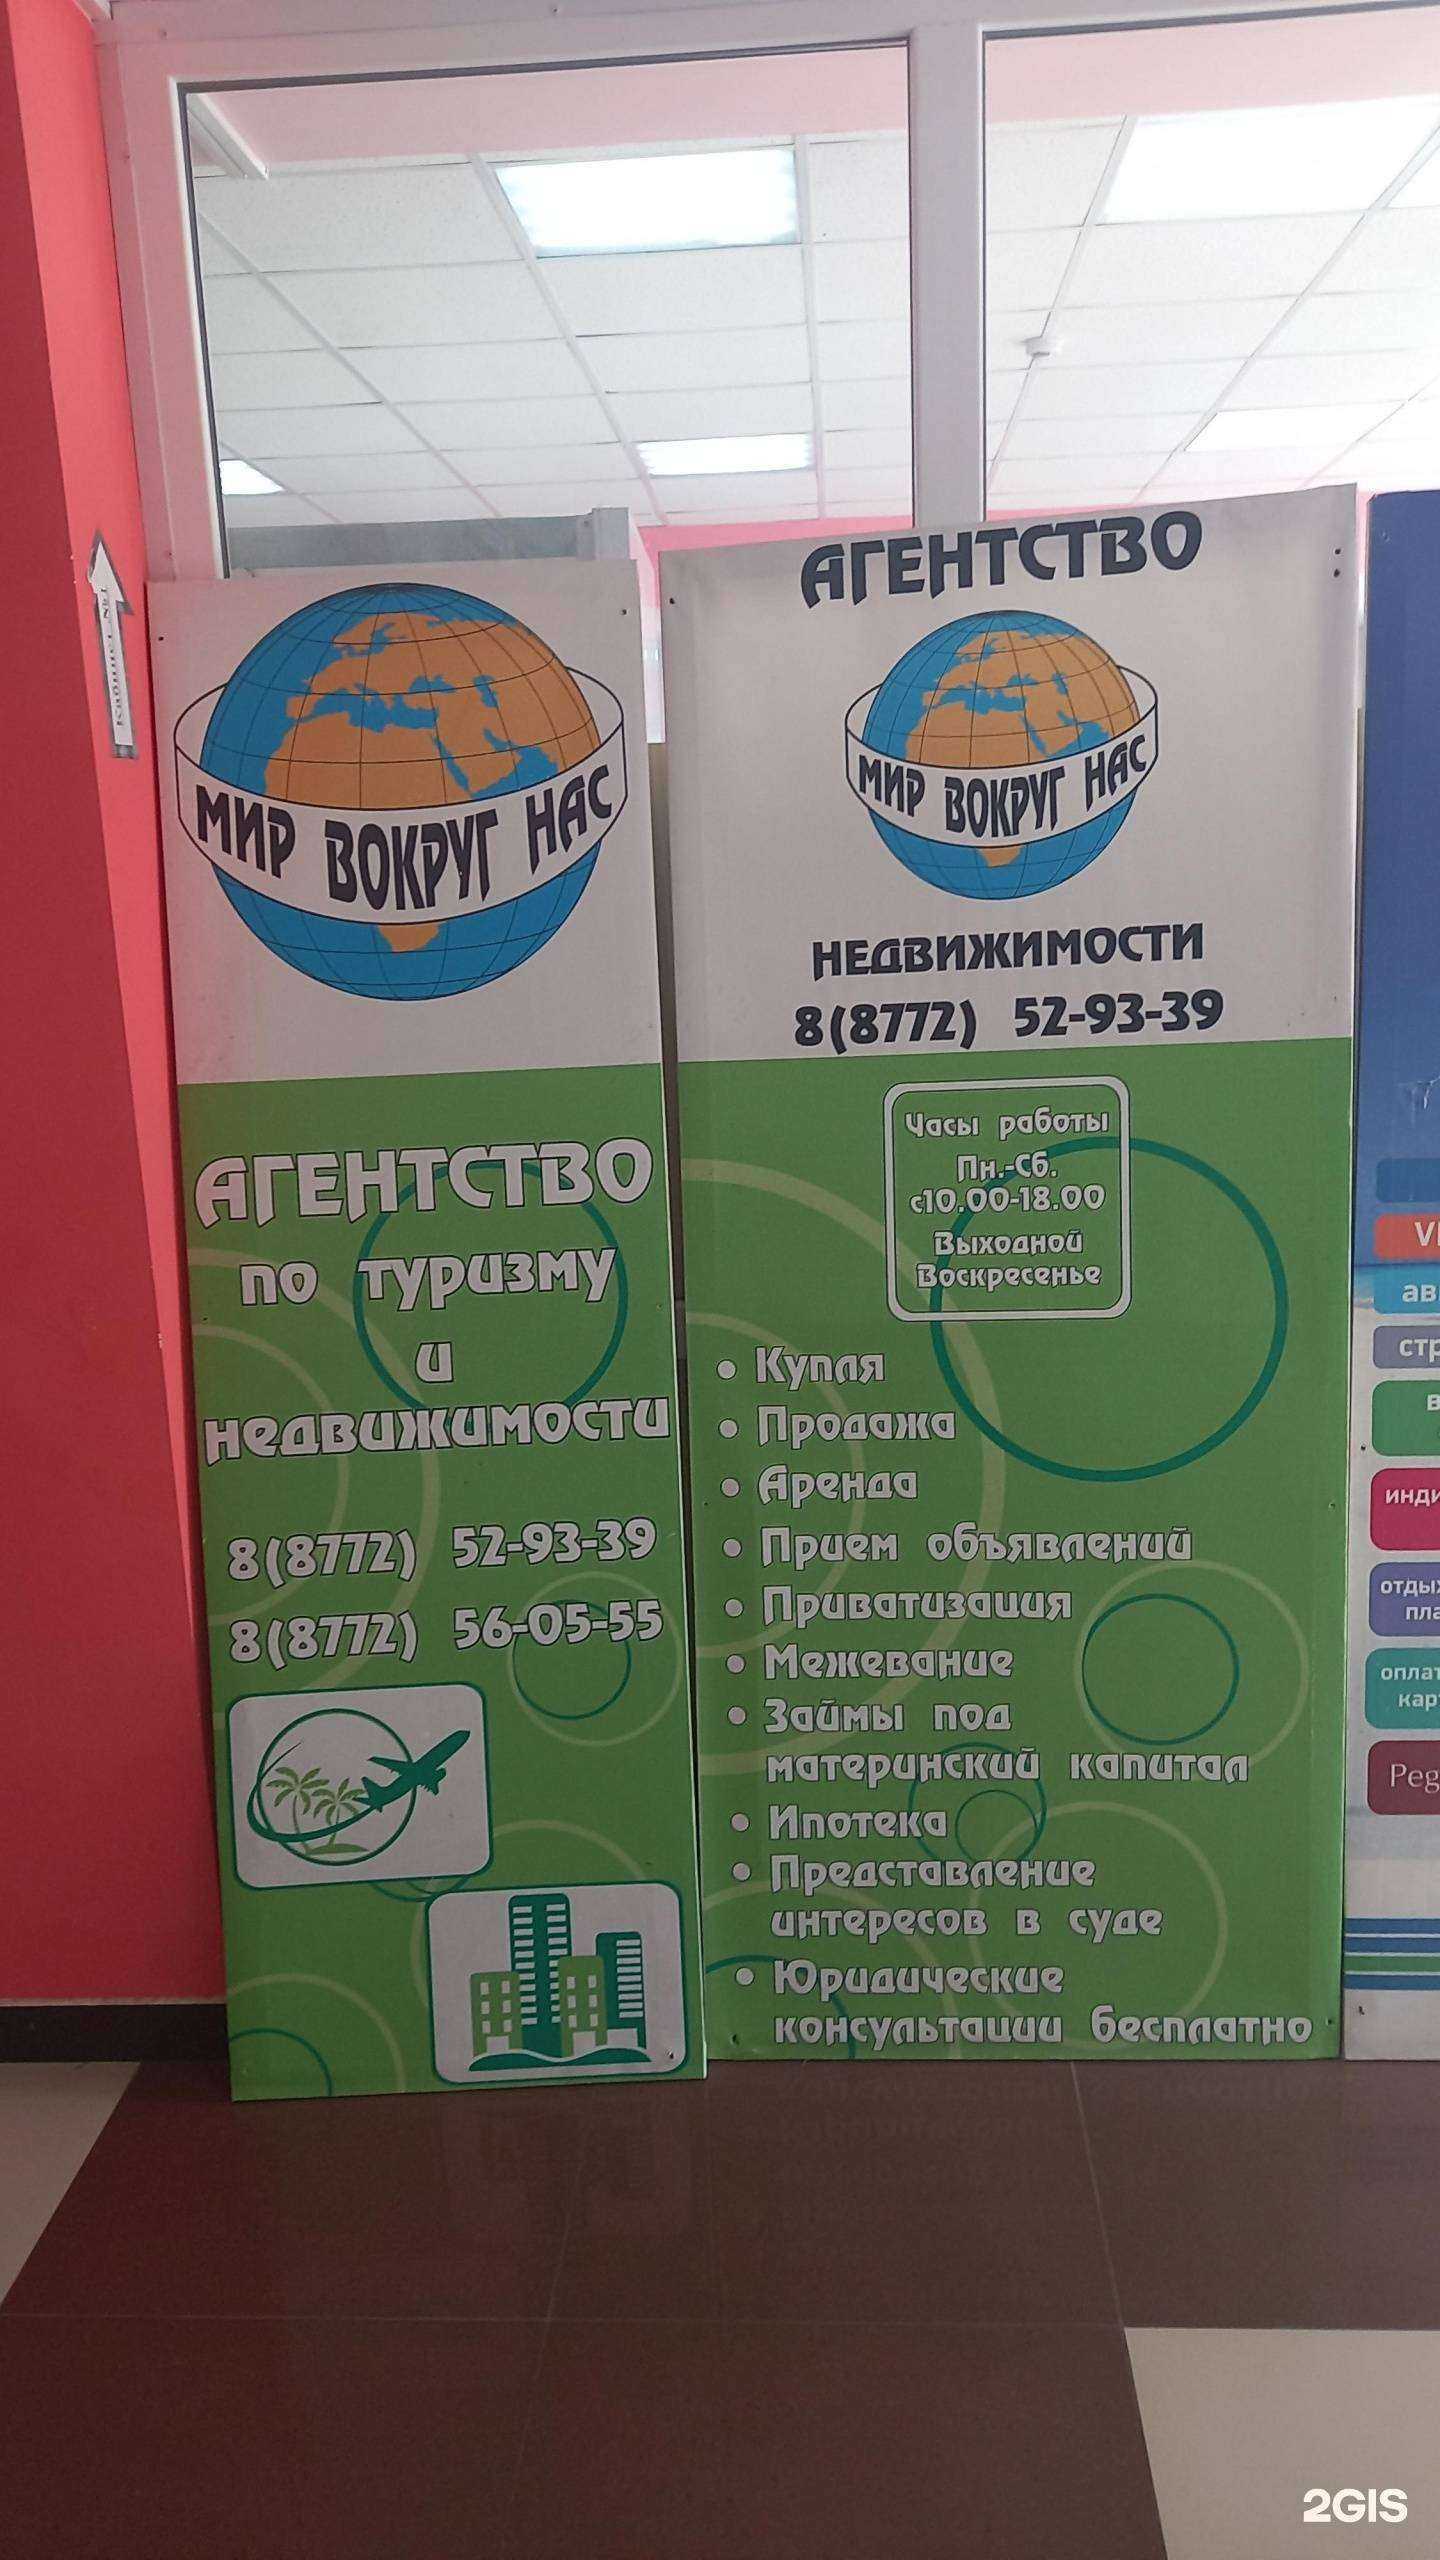 Кабинет №1
МИР ВОКРУГ НАС
АГЕНТСТВО
по туризму
и
недвижимости
8(8772) 52-93-39
8(8772) 56-05-55
АГЕНТСТВО
МИР ВОКРУГ НАС
НЕДВИЖИМОСТИ
8(8772) 52-93-39
Часы работы
Пн.-Сб.
с10.00-18.00
Выходной
Воскресенье
• Купля
• Продажа
• Аренда
• Прием объявлений
• Приватизация
• Межевание
• Займы под
материнский капитал
• Ипотека
• Представление
интересов в суде
• Юридические
консультации бесплатно
2GIS